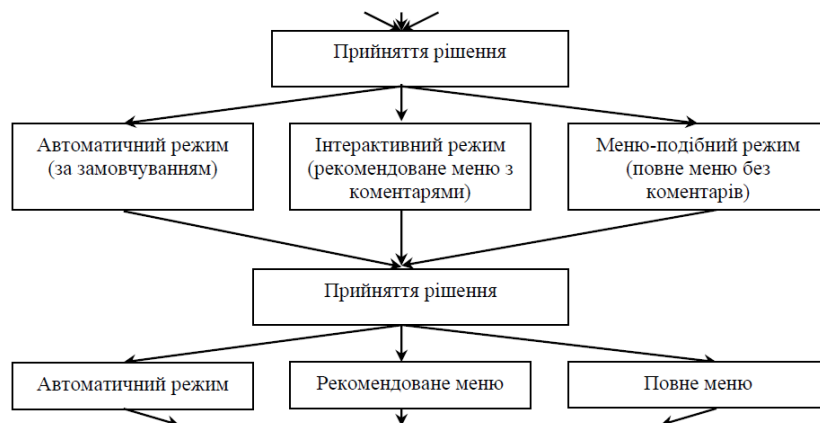 Прийняття рішення
Автоматичний режим
(за замовчуванням)
Інтерактивний режим
(рекомендоване меню з
коментарями)
Меню-подібний режим
(повне меню без
коментарів)
Прийняття рішення
Автоматичний режим
Рекомендоване меню
Повне меню